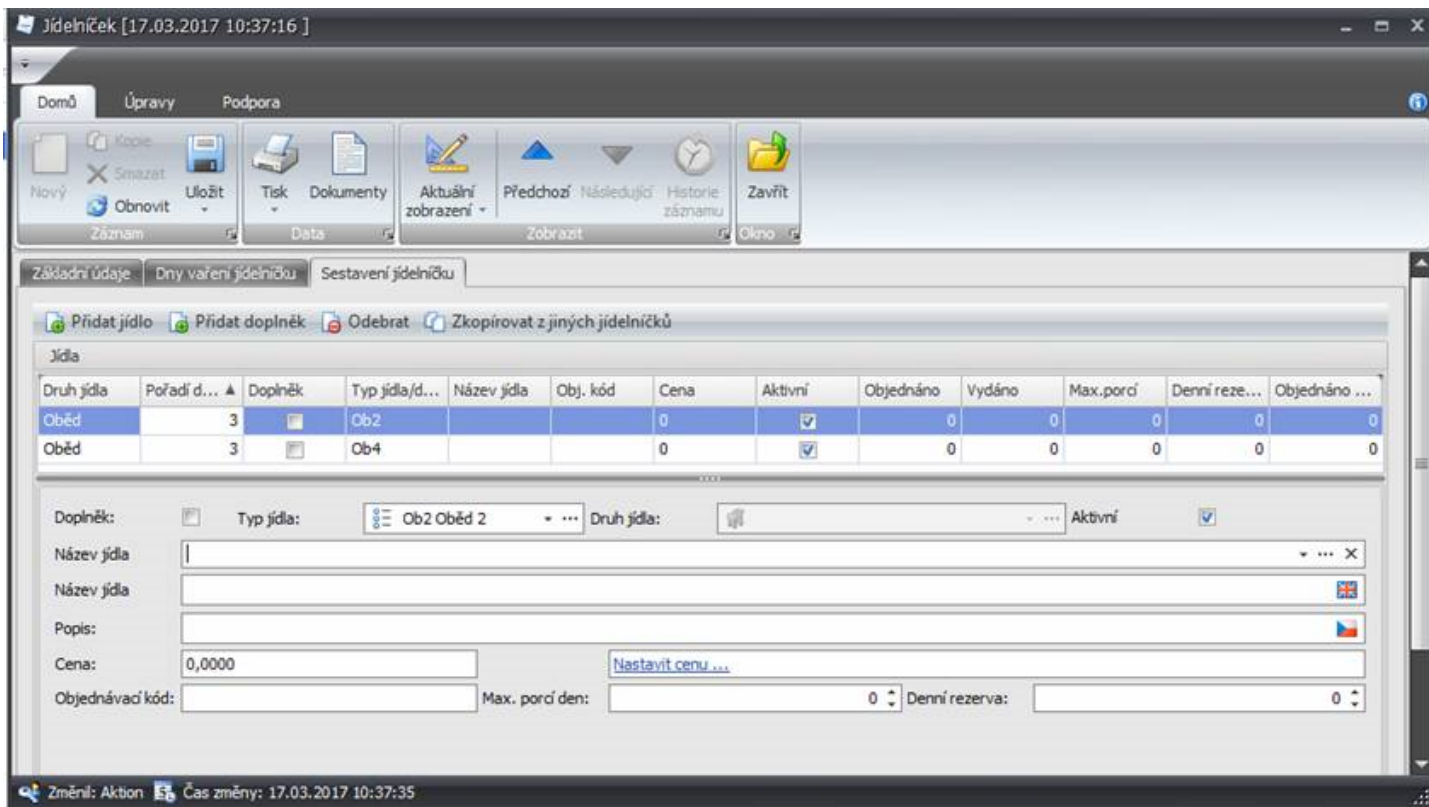 Jídelníček [17.03.2017 10:37:16 ]
Domů Úpravy Podpora
Nový Kopie Smazat Obnovit Uložit Tisk Dokumenty Aktuální zobrazení Předchozí Následující Historie záznamu Zavřít
Záznam Data Zobrazit Okno
Základní údaje Dny vaření jídelníčku Sestavení jídelníčku
Přidat jídlo Přidat doplněk Odebrat Zkopírovat z jiných jídelníčků
Jídla
Druh jídla Pořadí d... Doplněk Typ jídla/d... Název jídla Obj. kód Cena Aktivní Objednáno Vydáno Max.porcí Denní reze... Objednáno ...
Oběd 3 Ob2 0 0 0 0 0 0
Oběd 3 Ob4 0 0 0 0 0 0
Doplněk: Typ jídla: Ob2 Oběd 2 Druh jídla: Aktivní
Název jídla
Název jídla
Popis:
Cena: 0,0000 Nastavit cenu ...
Objednávací kód: Max. porcí den: 0 Denní rezerva: 0
Změnil: Aktion Čas změny: 17.03.2017 10:37:35